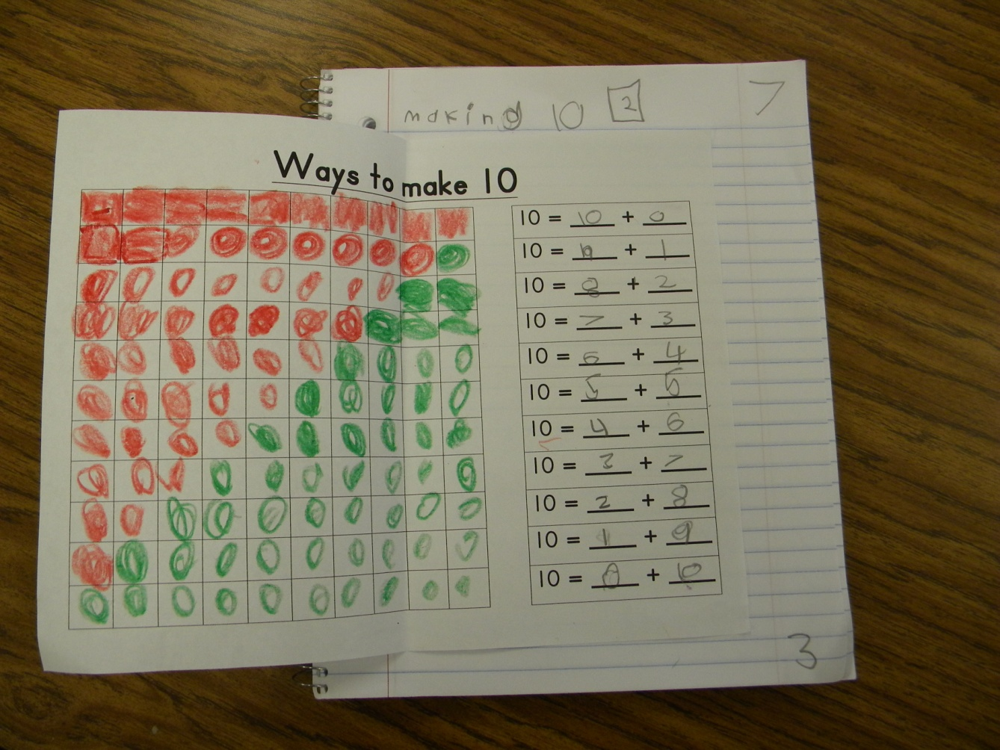 7
making 10 2
Ways to make 10
10 = 10 + 0
10 = 9 + 1
10 = 8 + 2
10 = 7 + 3
10 = 6 + 4
10 = 5 + 5
10 = 4 + 6
10 = 3 + 7
10 = 2 + 8
10 = 1 + 9
10 = 0 + 10
3